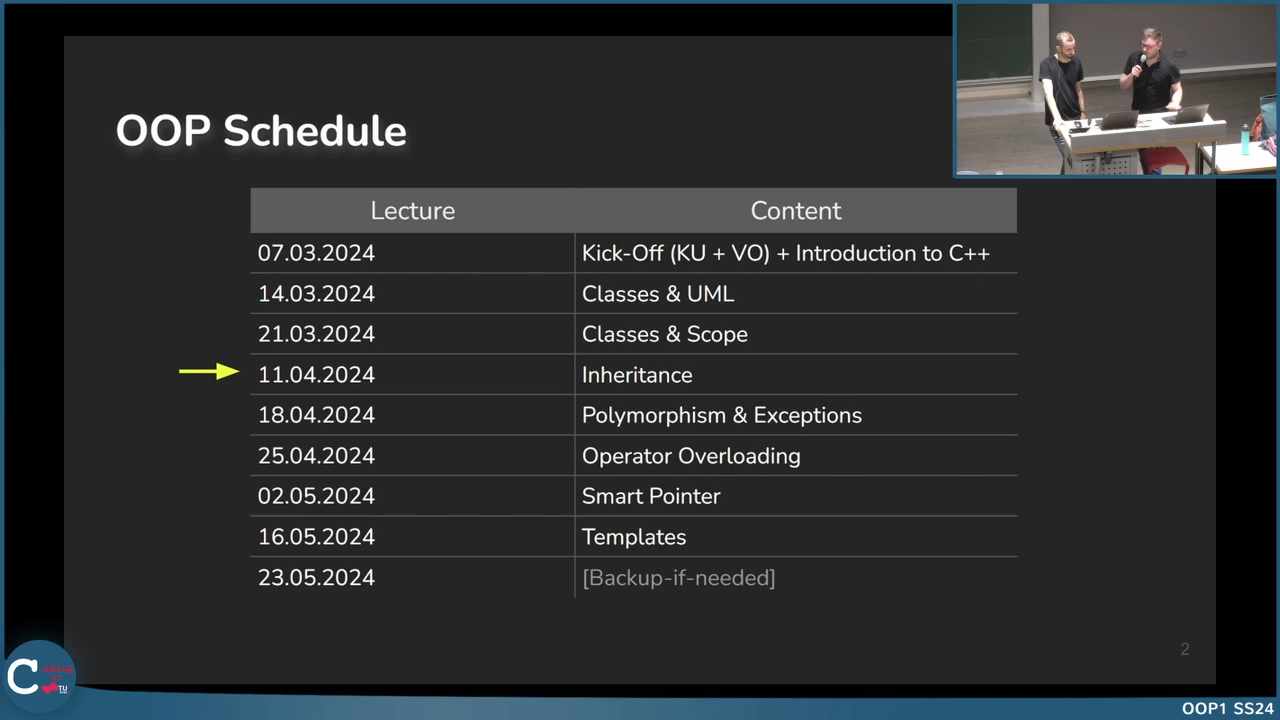 OOP Schedule
Lecture Content
07.03.2024 Kick-Off (KU + VO) + Introduction to C++
14.03.2024 Classes & UML
21.03.2024 Classes & Scope
11.04.2024 Inheritance
18.04.2024 Polymorphism & Exceptions
25.04.2024 Operator Overloading
02.05.2024 Smart Pointer
16.05.2024 Templates
23.05.2024 [Backup-if-needed]
2
C
TU
OOP1 SS24